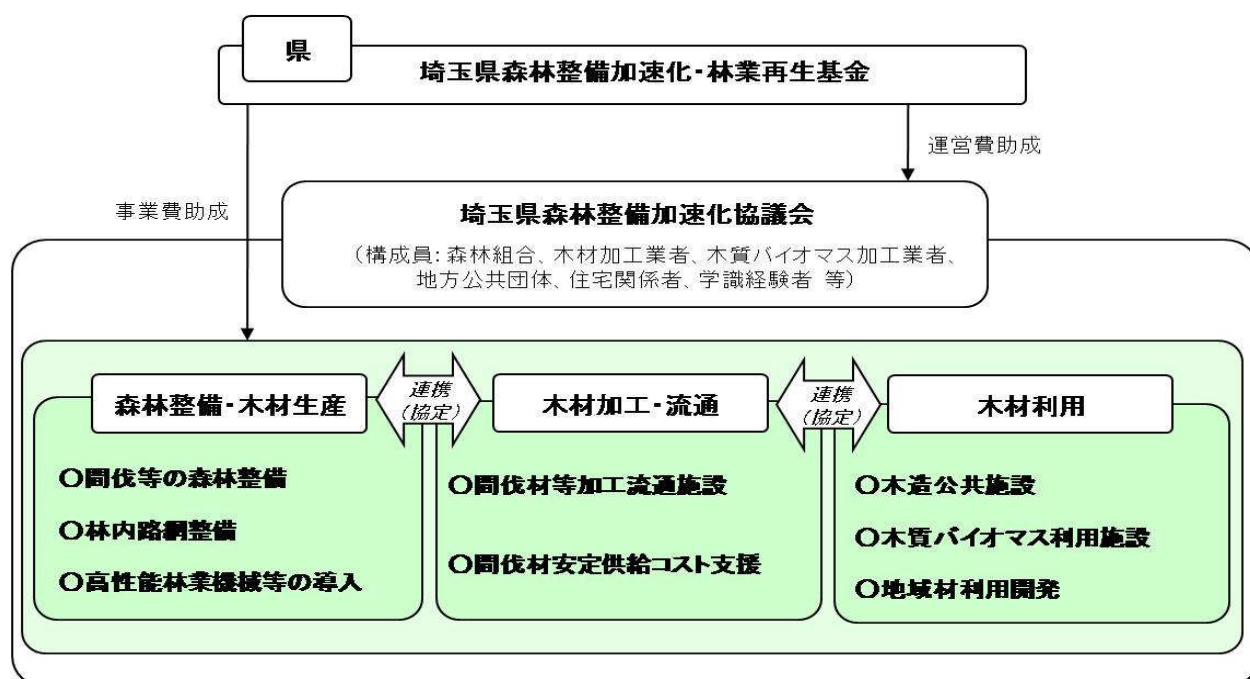 県
埼玉県森林整備加速化・林業再生基金
運営費助成
事業費助成
埼玉県森林整備加速化協議会
（構成員：森林組合、木材加工業者、木質バイオマス加工業者、
地方公共団体、住宅関係者、学識経験者 等）
森林整備・木材生産
連携
（協定）
木材加工・流通
連携
（協定）
木材利用
〇間伐等の森林整備
〇林内路網整備
〇高性能林業機械等の導入
〇間伐材等加工流通施設
〇間伐材安定供給コスト支援
〇木造公共施設
〇木質バイオマス利用施設
〇地域材利用開発